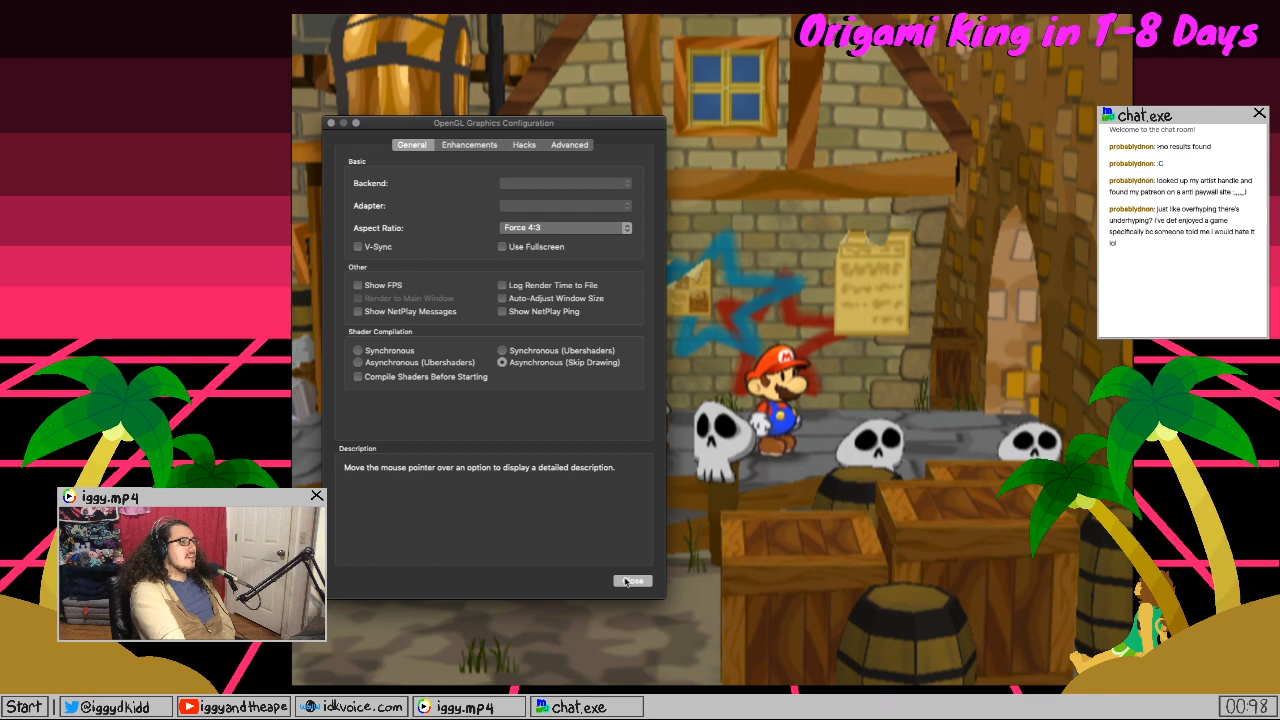 Origami King in T-8 Days
OpenGL Graphics Configuration
General Enhancements Hacks Advanced
Basic
Backend:
Adapter:
Aspect Ratio: Force 4:3
V-Sync Use Fullscreen
Other
Show FPS Log Render Time to File
Render to Main Window Auto-Adjust Window Size
Show NetPlay Messages Show NetPlay Ping
Shader Compilation
Synchronous Synchronous (Ubershaders)
Asynchronous (Ubershaders) Asynchronous (Skip Drawing)
Compile Shaders Before Starting
Description
Move the mouse pointer over an option to display a detailed description.
Close
chat.exe
Welcome to the chat room!
probablydnon: >no results found
probablydnon: :C
probablydnon: looked up my artist handle and
found my patreon on a anti paywall site :,,,,,)
probablydnon: just like overhyping there's
underhyping? i've def enjoyed a game
specifically bc someone told me I would hate it
lol
iggy.mp4
M
Start | @iggydkidd iggyandtheape idkvoice.com iggy.mp4 chat.exe 00:98